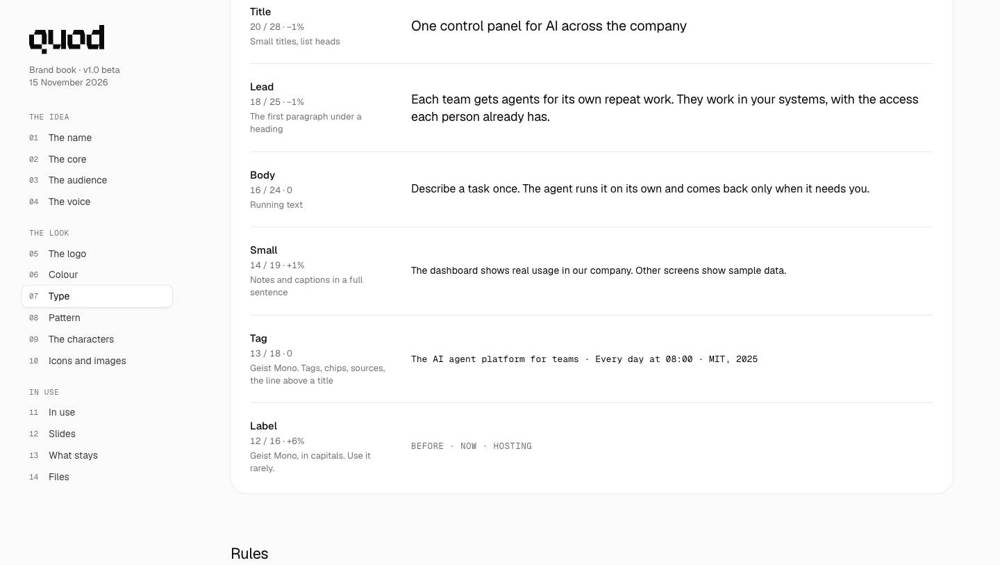 quod
Brand book · v1.0 beta
15 November 2026
THE IDEA
01 The name
02 The core
03 The audience
04 The voice
THE LOOK
05 The logo
06 Colour
07 Type
08 Pattern
09 The characters
10 Icons and images
IN USE
11 In use
12 Slides
13 What stays
14 Files
Title
20 / 28 · −1%
Small titles, list heads
One control panel for AI across the company
Lead
18 / 25 · −1%
The first paragraph under a
heading
Each team gets agents for its own repeat work. They work in your systems, with the access
each person already has.
Body
16 / 24 · 0
Running text
Describe a task once. The agent runs it on its own and comes back only when it needs you.
Small
14 / 19 · +1%
Notes and captions in a full
sentence
The dashboard shows real usage in our company. Other screens show sample data.
Tag
13 / 18 · 0
Geist Mono. Tags, chips, sources,
the line above a title
The AI agent platform for teams · Every day at 08:00 · MIT, 2025
Label
12 / 16 · +6%
Geist Mono, in capitals. Use it
rarely.
BEFORE · NOW · HOSTING
Rules